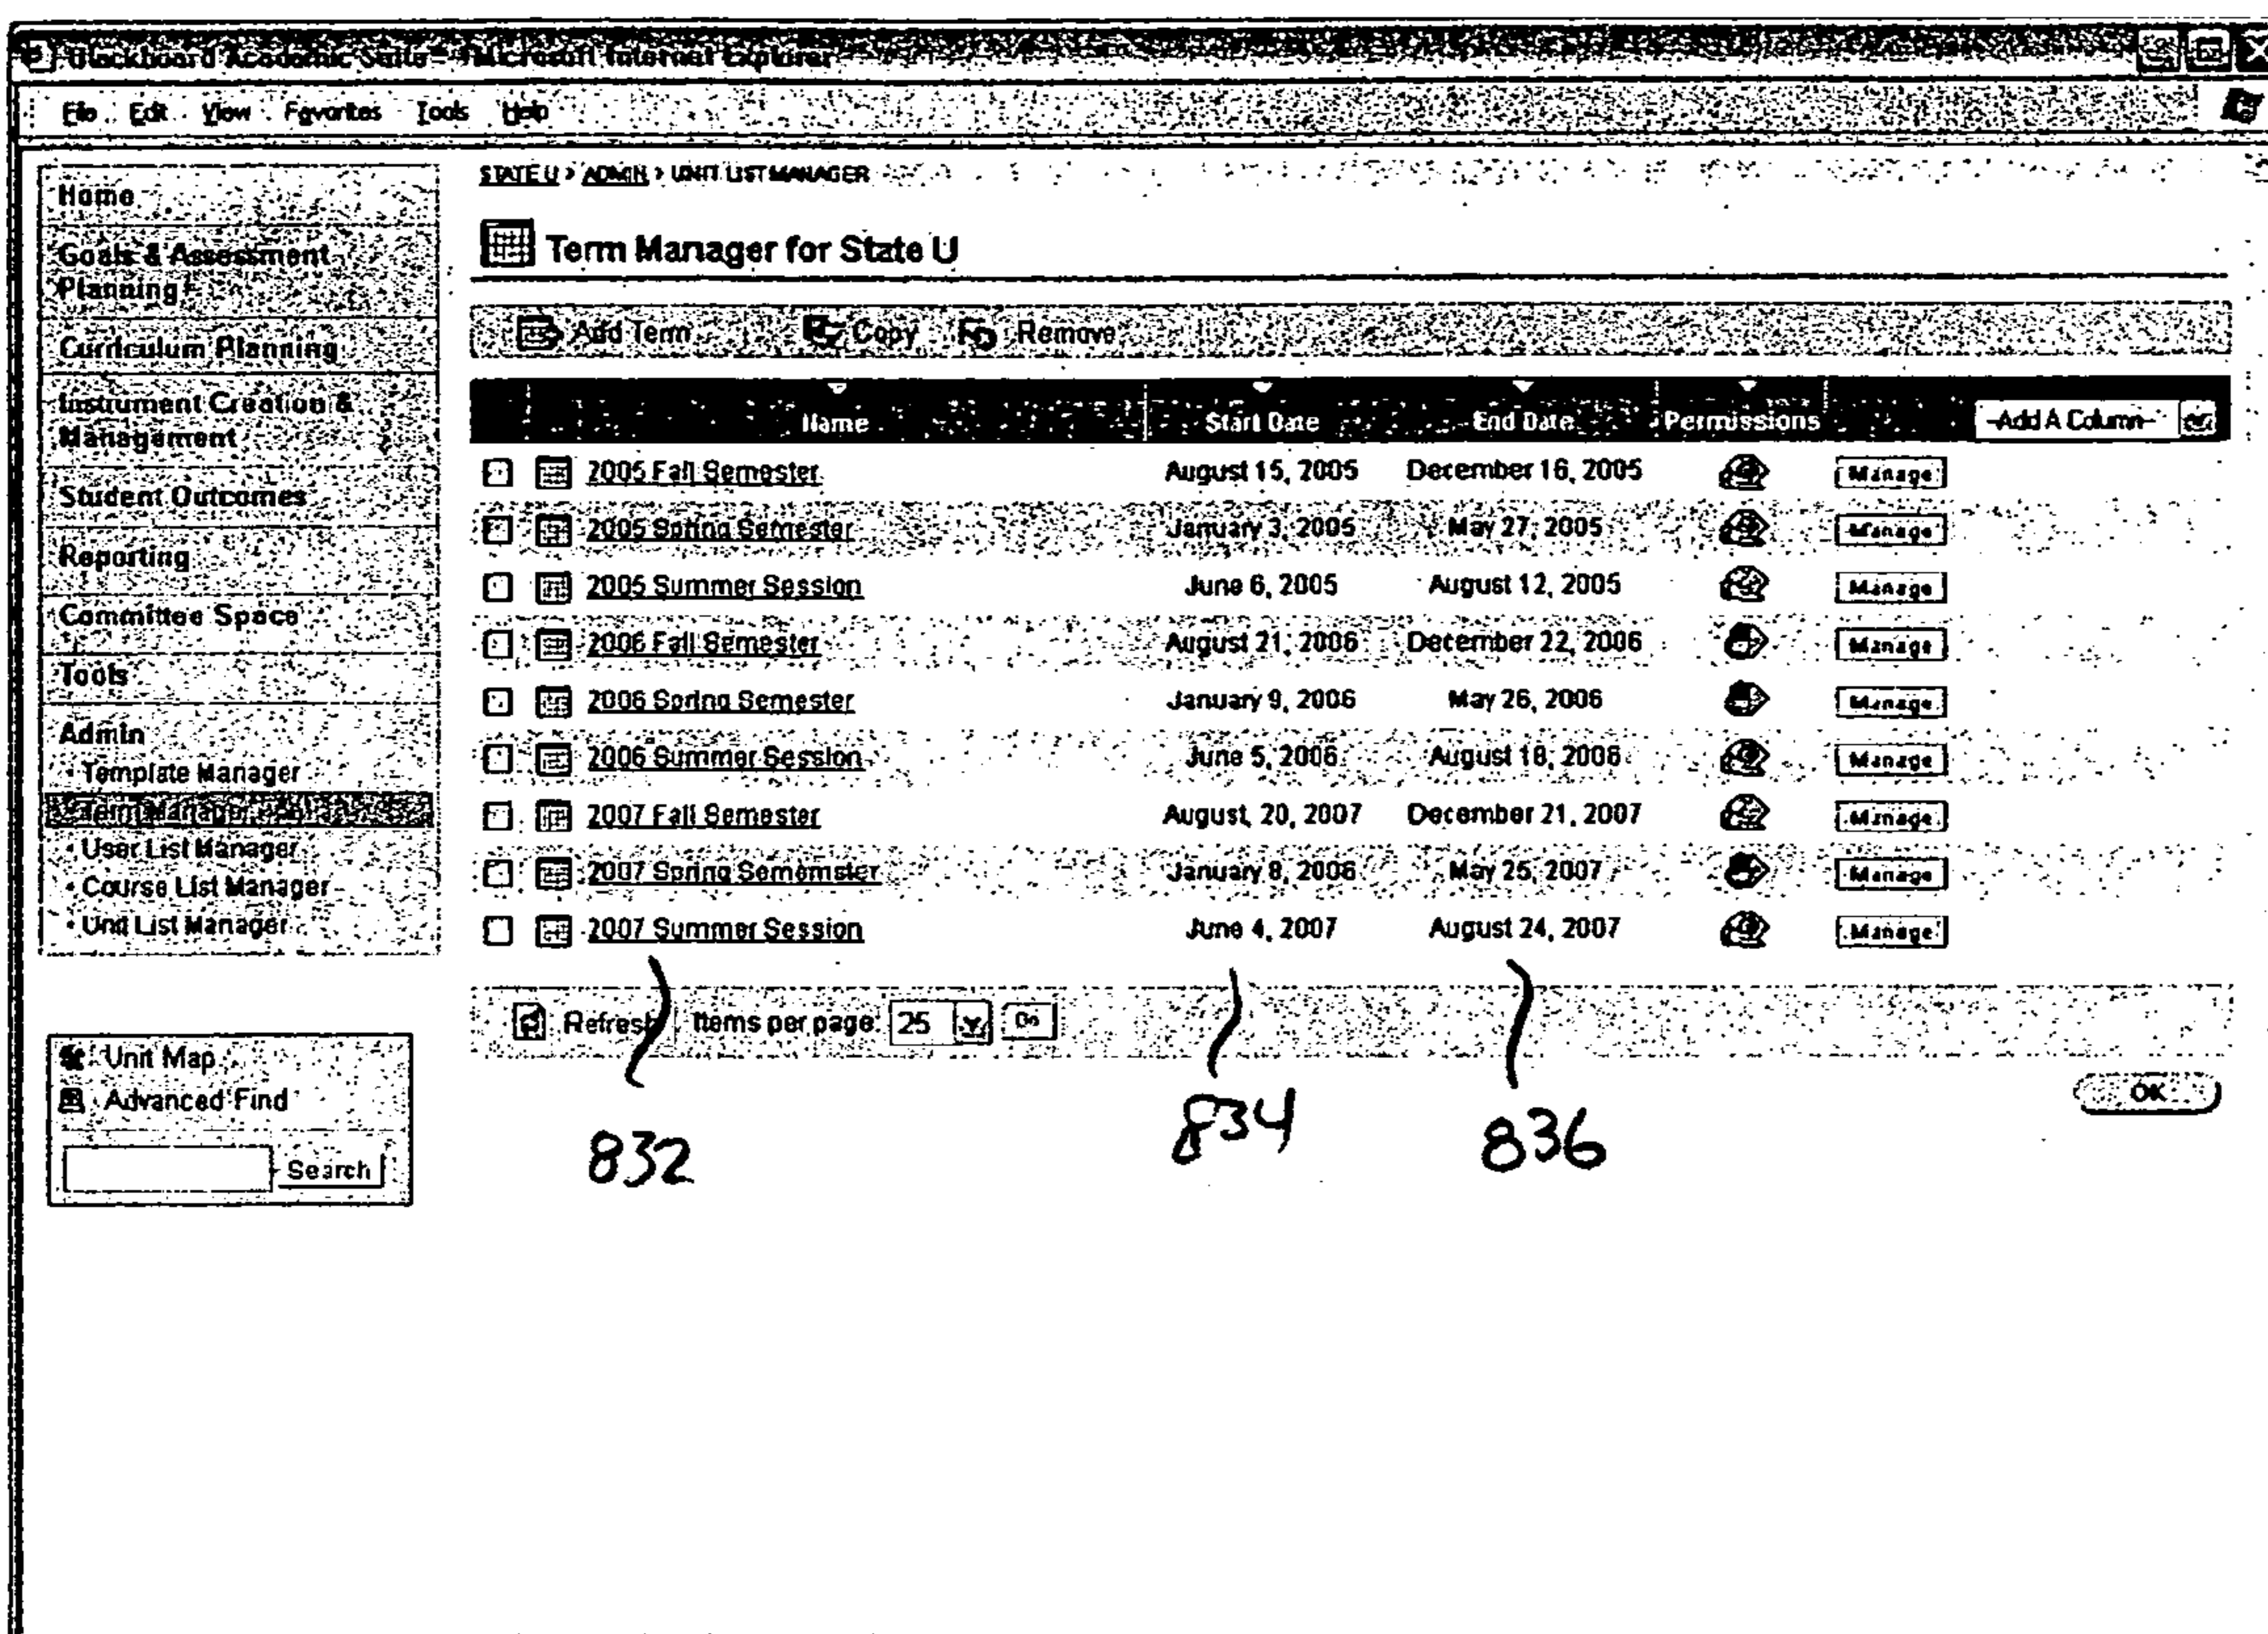 Blackboard Academic Suite - Microsoft Internet Explorer
File Edit View Favorites Tools Help
STATE U > ADMIN > UNIT LIST MANAGER
Home
Goals & Assessment
Planning
Curriculum Planning
Instrument Creation &
Management
Student Outcomes
Reporting
Committee Space
Tools
Admin
• Template Manager
• Term Manager
• User List Manager
• Course List Manager
• Unit List Manager
Unit Map
Advanced Find
Search
Term Manager for State U
Add Term Copy Remove
Name Start Date End Date Permissions -Add A Column-
2005 Fall Semester August 15, 2005 December 16, 2005 Manage
2005 Spring Semester January 3, 2005 May 27, 2005 Manage
2005 Summer Session June 6, 2005 August 12, 2005 Manage
2006 Fall Semester August 21, 2006 December 22, 2006 Manage
2006 Spring Semester January 9, 2006 May 26, 2006 Manage
2006 Summer Session June 5, 2006 August 18, 2006 Manage
2007 Fall Semester August, 20, 2007 December 21, 2007 Manage
2007 Spring Sememster January 8, 2006 May 25, 2007 Manage
2007 Summer Session June 4, 2007 August 24, 2007 Manage
Refresh Items per page: 25 Go
OK
832 834 836